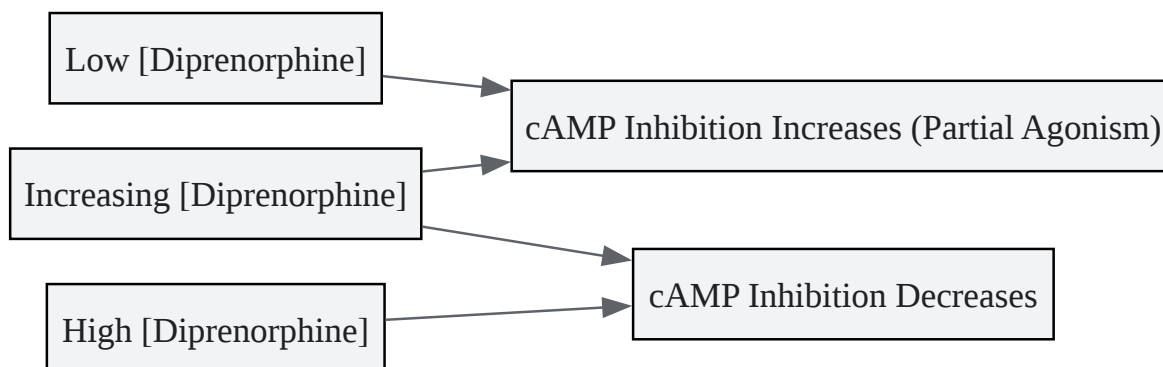 Low [Diprenorphine]
cAMP Inhibition Increases (Partial Agonism)
Increasing [Diprenorphine]
cAMP Inhibition Decreases
High [Diprenorphine]